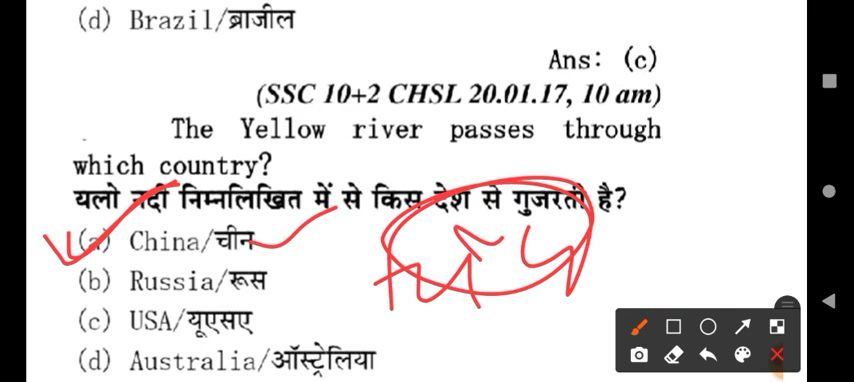 (d) Brazil/ब्राजील
Ans: (c)
(SSC 10+2 CHSL 20.01.17, 10 am)
The Yellow river passes through
which country?
यलो नदी निम्नलिखित में से किस देश से गुजरती है?
(a) China/चीन
(b) Russia/रूस
(c) USA/यूएसए
(d) Australia/ऑस्ट्रेलिया